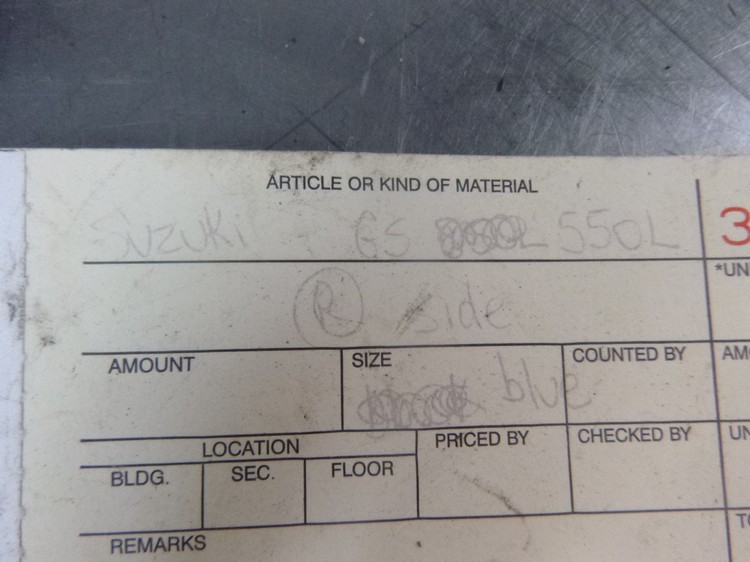 ARTICLE OR KIND OF MATERIAL
Suzuki GS 550L 3
*UN
R side
AMOUNT SIZE COUNTED BY AM
blue
LOCATION PRICED BY CHECKED BY UN
BLDG. SEC. FLOOR
REMARKS TO